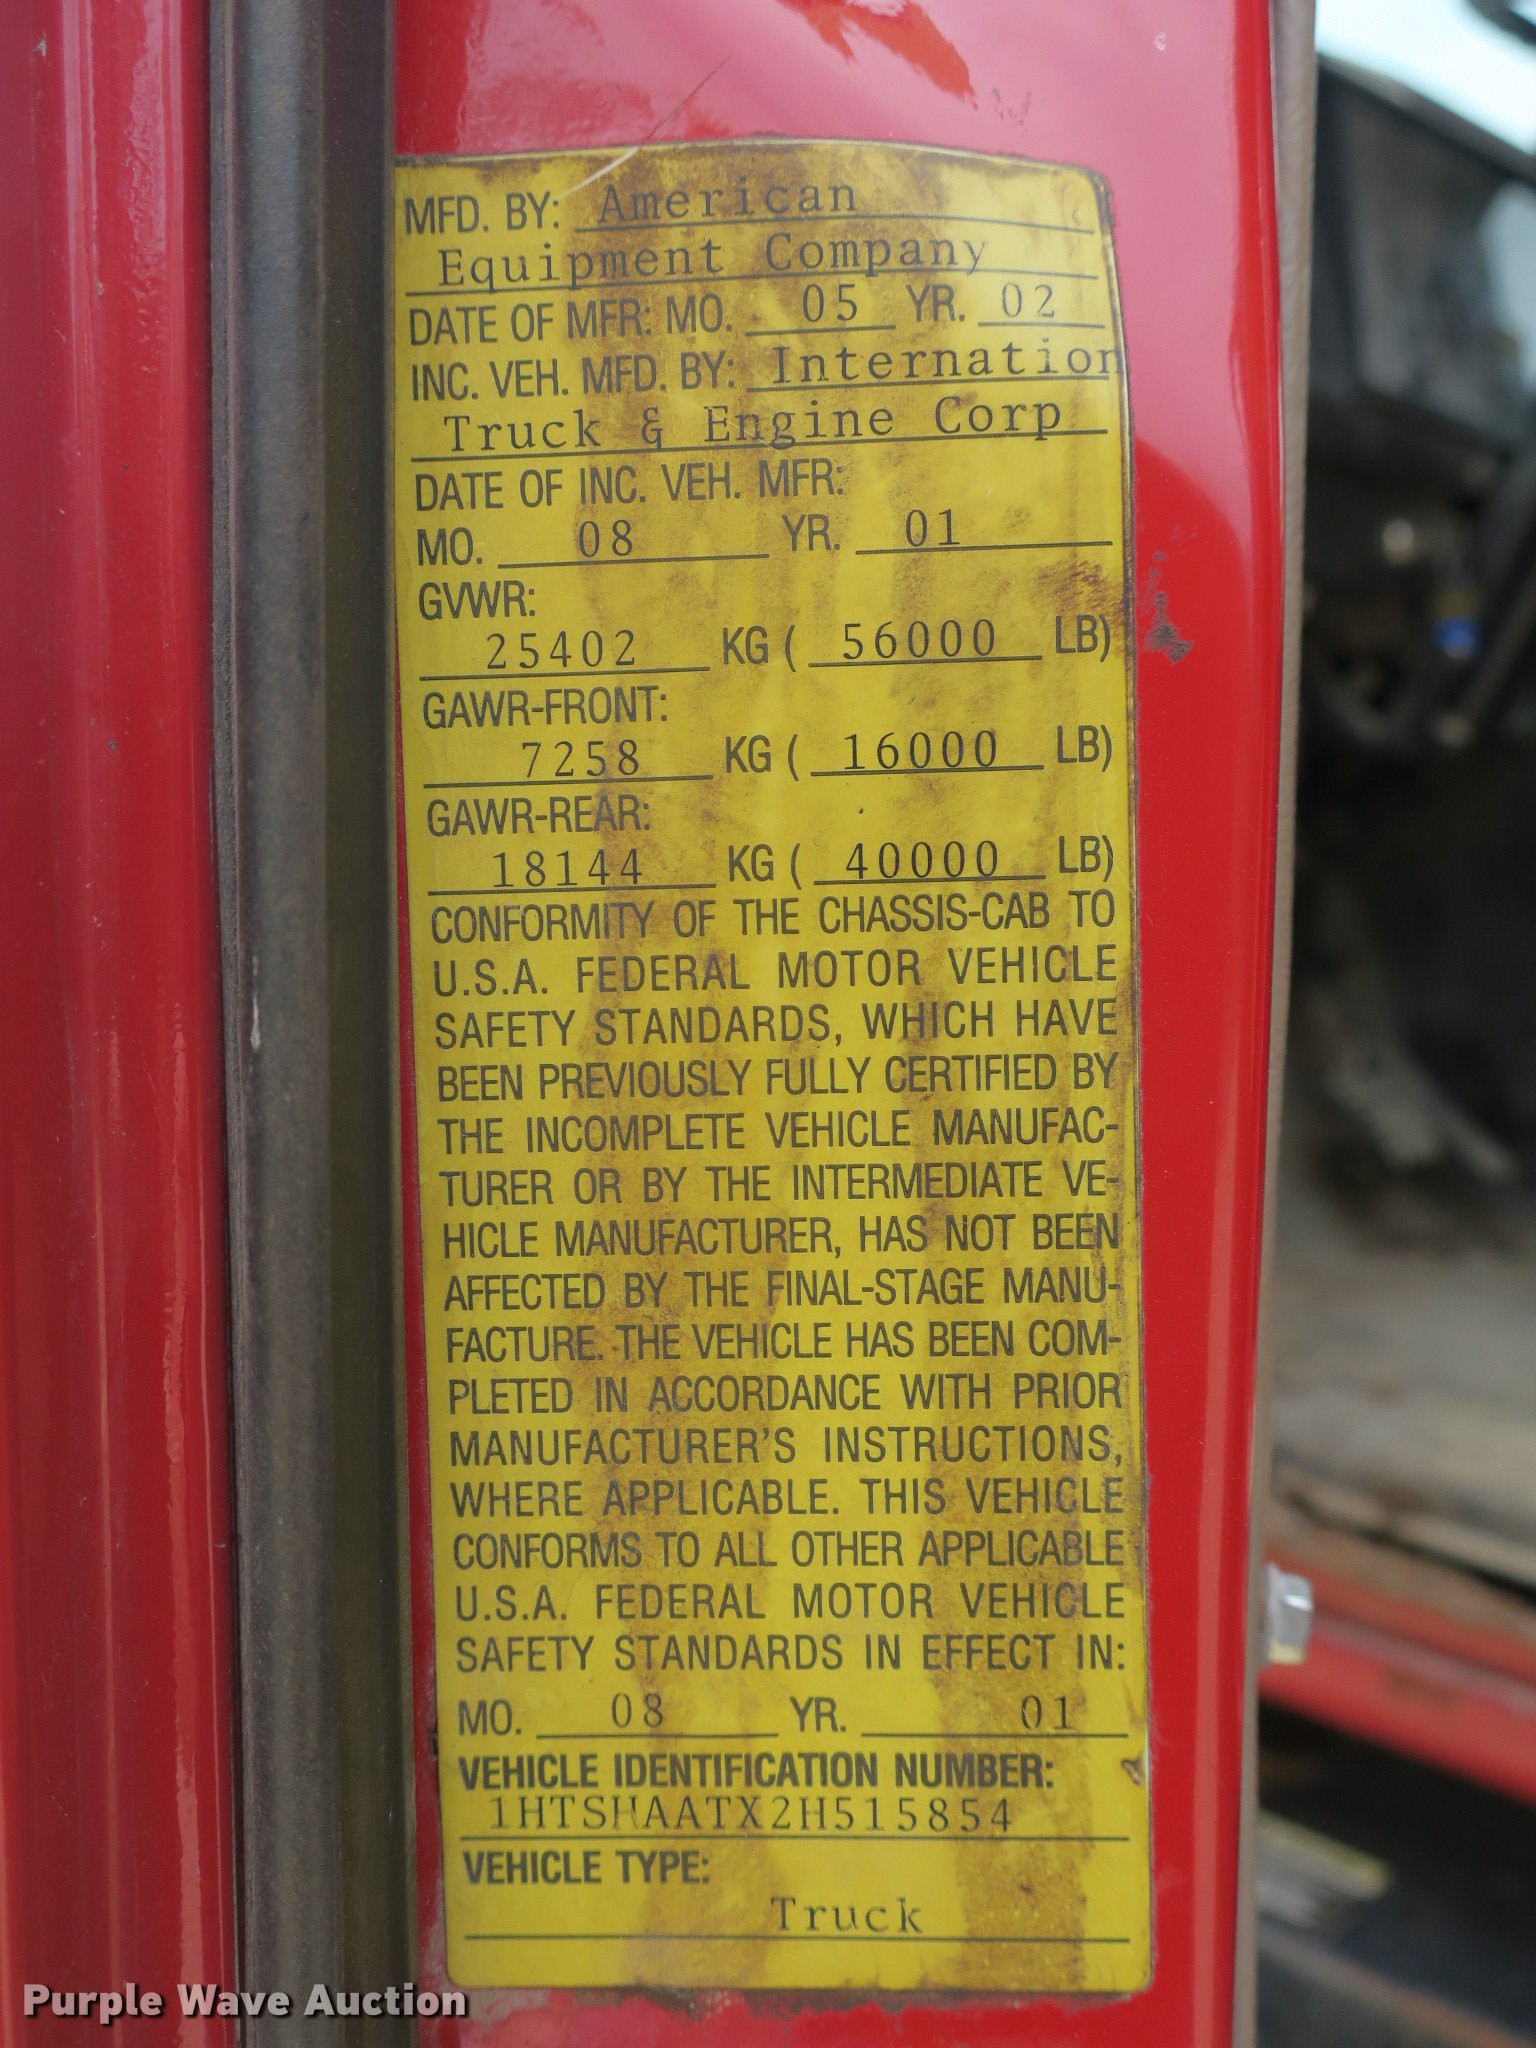 MFD. BY: American
Equipment Company
DATE OF MFR: MO. 05 YR. 02
INC. VEH. MFD. BY: Internation
Truck & Engine Corp
DATE OF INC. VEH. MFR:
MO. 08 YR. 01
GVWR:
25402 KG ( 56000 LB)
GAWR-FRONT:
7258 KG ( 16000 LB)
GAWR-REAR:
18144 KG ( 40000 LB)
CONFORMITY OF THE CHASSIS-CAB TO
U.S.A. FEDERAL MOTOR VEHICLE
SAFETY STANDARDS, WHICH HAVE
BEEN PREVIOUSLY FULLY CERTIFIED BY
THE INCOMPLETE VEHICLE MANUFAC-
TURER OR BY THE INTERMEDIATE VE-
HICLE MANUFACTURER, HAS NOT BEEN
AFFECTED BY THE FINAL-STAGE MANU-
FACTURE. THE VEHICLE HAS BEEN COM-
PLETED IN ACCORDANCE WITH PRIOR
MANUFACTURER'S INSTRUCTIONS,
WHERE APPLICABLE. THIS VEHICLE
CONFORMS TO ALL OTHER APPLICABLE
U.S.A. FEDERAL MOTOR VEHICLE
SAFETY STANDARDS IN EFFECT IN:
MO. 08 YR. 01
VEHICLE IDENTIFICATION NUMBER:
1HTSHAATX2H515854
VEHICLE TYPE:
Truck
Purple Wave Auction